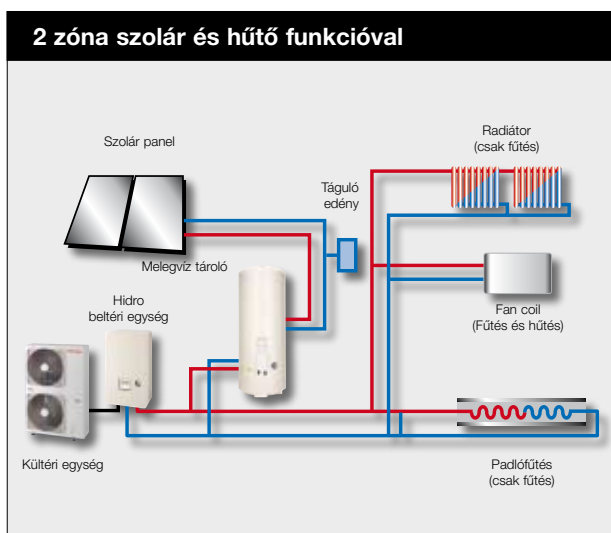 2 zóna szolár és hűtő funkcióval
Szolár panel
Radiátor
(csak fűtés)
Táguló
edény
Melegvíz tároló
Hidro
beltéri egység
Fan coil
(Fűtés és hűtés)
Kültéri egység
Padlófűtés
(csak fűtés)